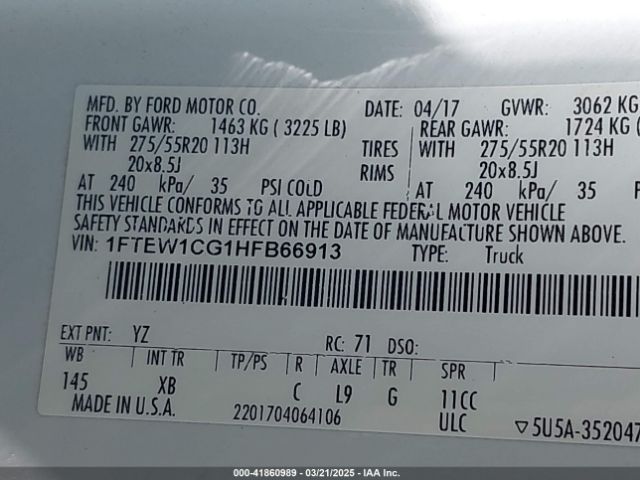 MFD. BY FORD MOTOR CO. DATE: 04/17 GVWR: 3062 KG
FRONT GAWR: 1463 KG ( 3225 LB) REAR GAWR: 1724 KG (
WITH 275/55R20 113H TIRES WITH 275/55R20 113H
20x8.5J RIMS 20x8.5J
AT 240 kPa/ 35 PSI COLD AT 240 kPa/ 35 P
THIS VEHICLE CONFORMS TO ALL APPLICABLE FEDERAL MOTOR VEHICLE
SAFETY STANDARDS IN EFFECT ON THE DATE OF MANUFACTURE SHOWN ABOVE.
VIN: 1FTEW1CG1HFB66913 TYPE: Truck
EXT PNT: YZ RC: 71 DSO:
WB INT TR TP/PS R AXLE TR SPR
145 XB C L9 G 11CC
MADE IN U.S.A. 2201704064106 ULC ▽5U5A-352047
00-41860989 — 03/21/2025 — IAA Inc.